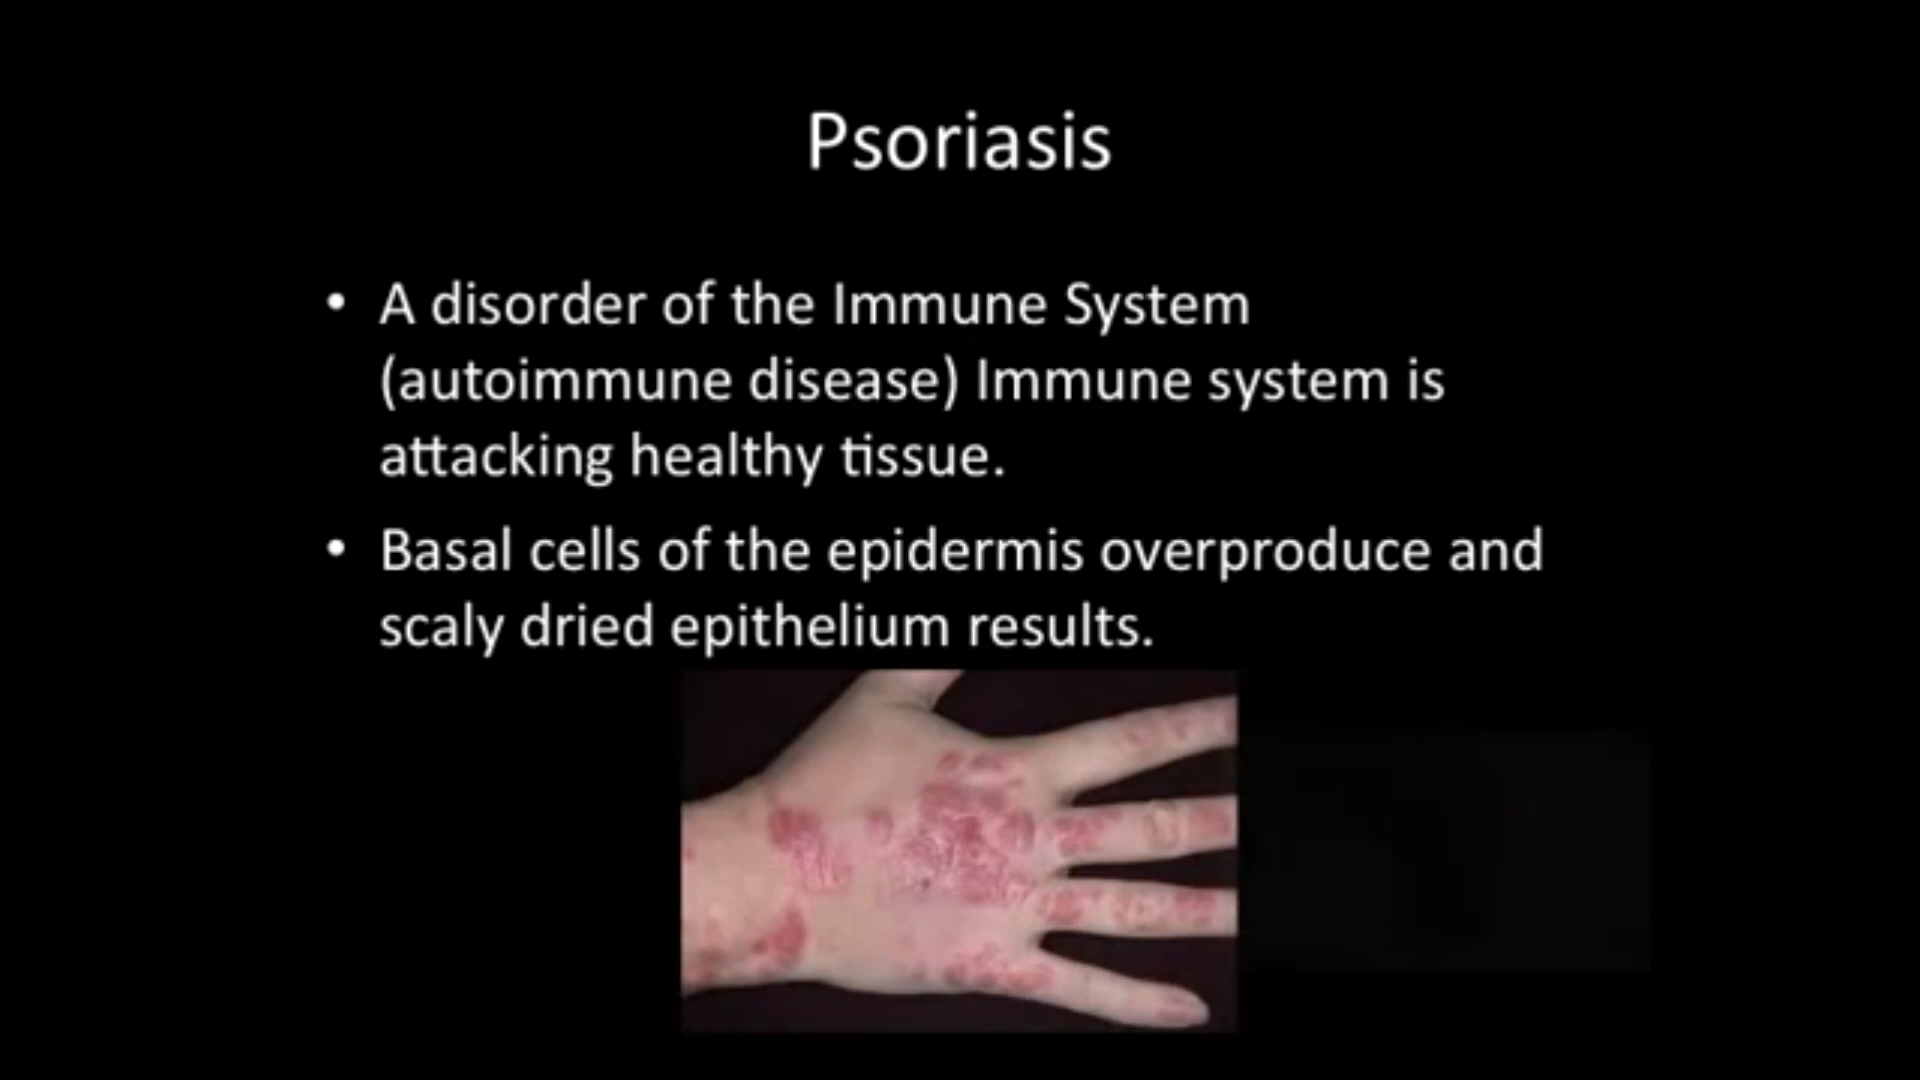 Psoriasis
• A disorder of the Immune System
(autoimmune disease) Immune system is
attacking healthy tissue.
• Basal cells of the epidermis overproduce and
scaly dried epithelium results.